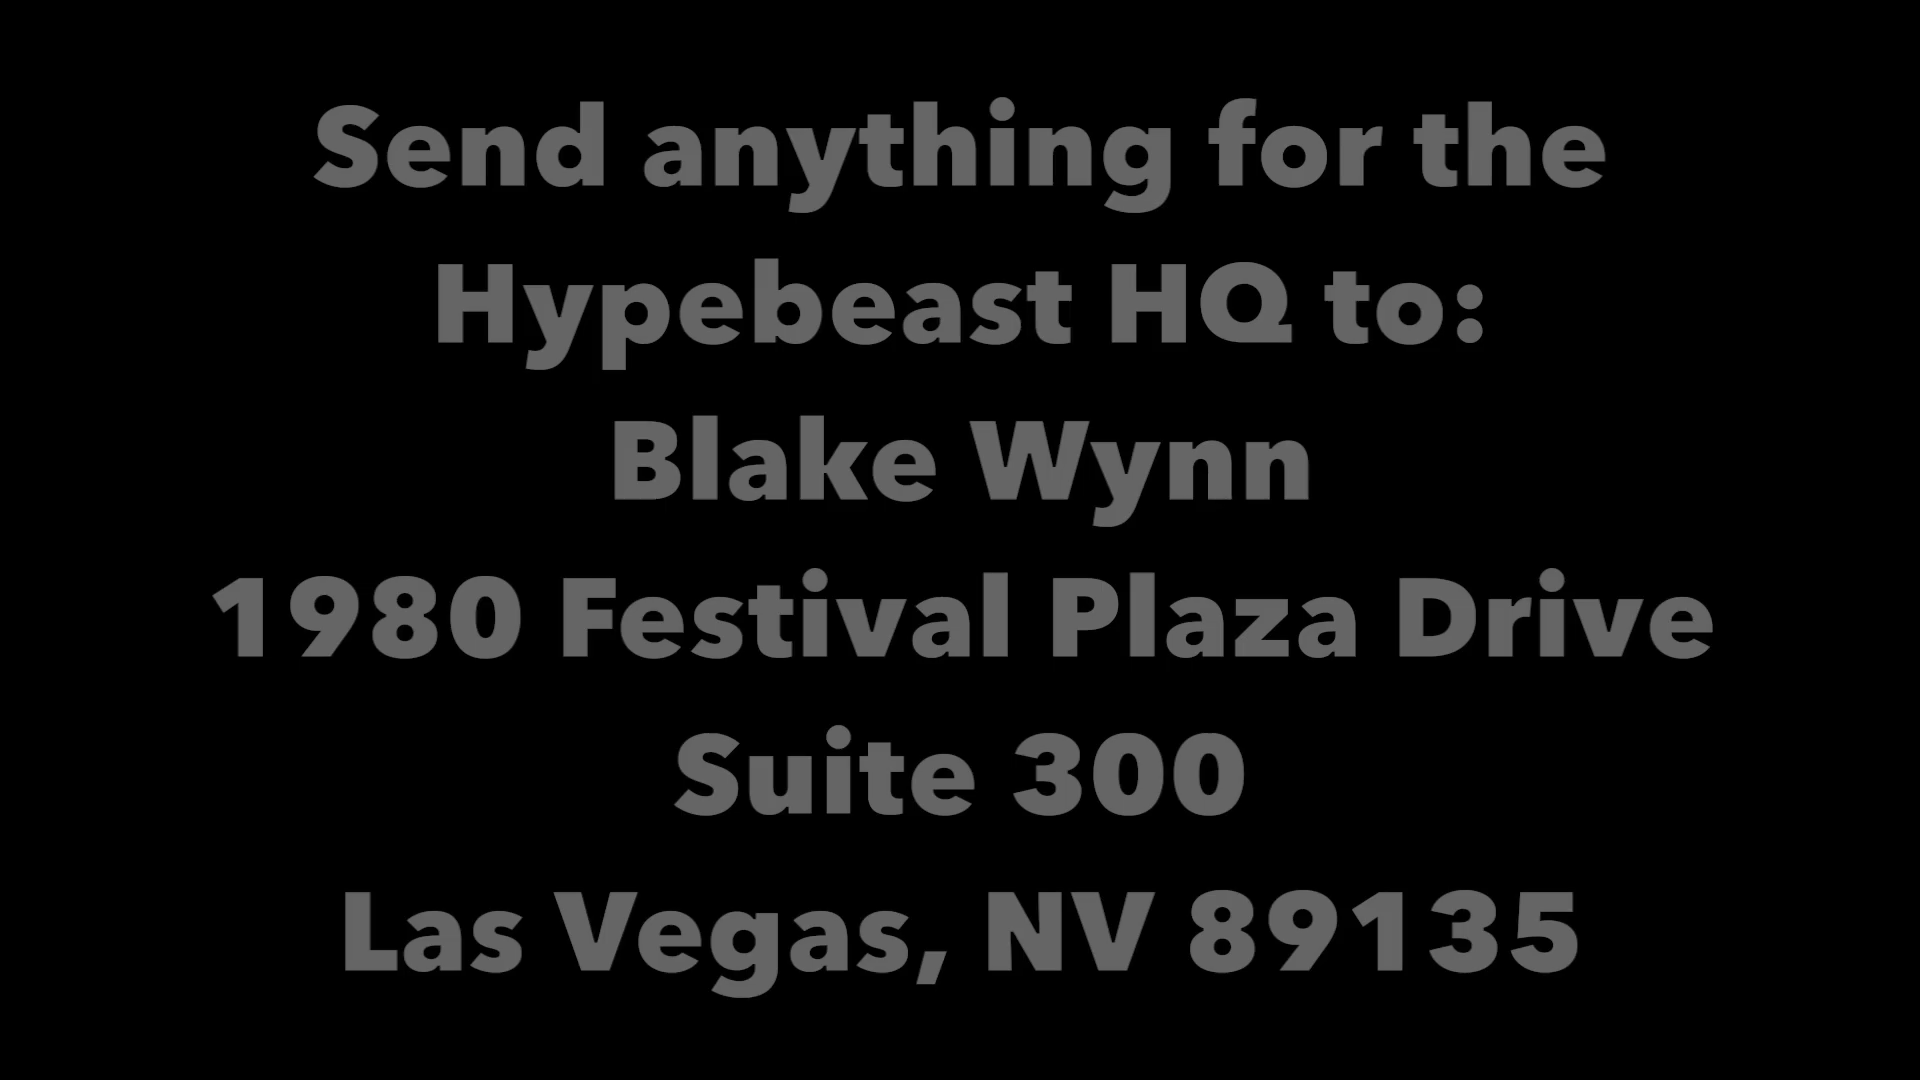 Send anything for the
Hypebeast HQ to:
Blake Wynn
1980 Festival Plaza Drive
Suite 300
Las Vegas, NV 89135